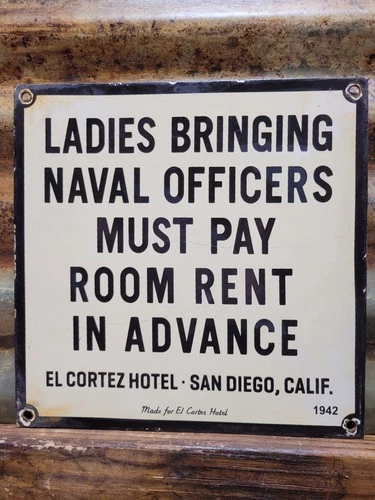 LADIES BRINGING
NAVAL OFFICERS
MUST PAY
ROOM RENT
IN ADVANCE
EL CORTEZ HOTEL · SAN DIEGO, CALIF.
Made for El Cortez Hotel 1942